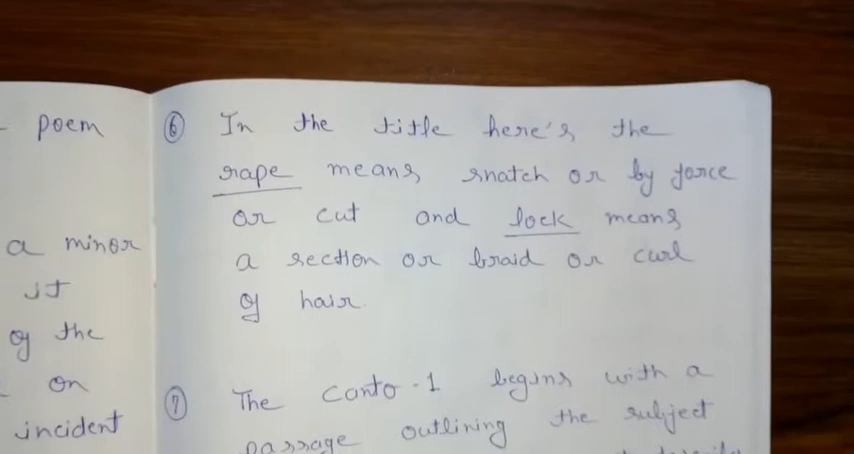 poem
a minor
it
of the
on
incident
⑥ In the title here's the
rape means snatch or by force
or cut and lock means
a section or braid or curl
of hair.
⑦ The canto-1 begins with a
passage outlining the subject